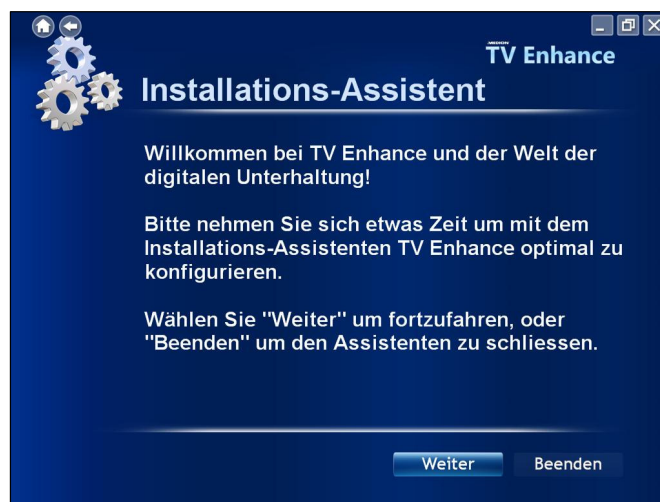 MEDION
TV Enhance
Installations-Assistent
Willkommen bei TV Enhance und der Welt der
digitalen Unterhaltung!
Bitte nehmen Sie sich etwas Zeit um mit dem
Installations-Assistenten TV Enhance optimal zu
konfigurieren.
Wählen Sie "Weiter" um fortzufahren, oder
"Beenden" um den Assistenten zu schliessen.
Weiter Beenden